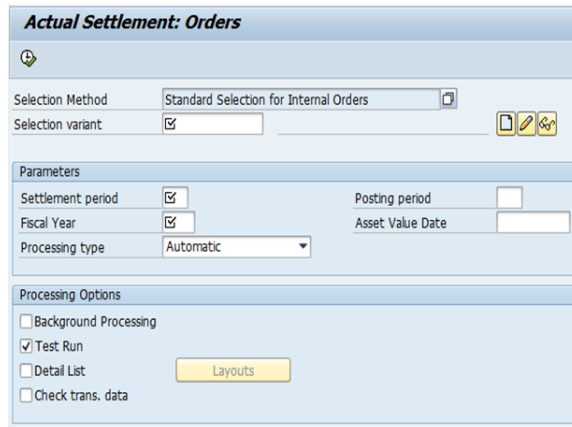 Actual Settlement: Orders
Selection Method Standard Selection for Internal Orders
Selection variant
Parameters
Settlement period Posting period
Fiscal Year Asset Value Date
Processing type Automatic
Processing Options
Background Processing
Test Run
Detail List Layouts
Check trans. data